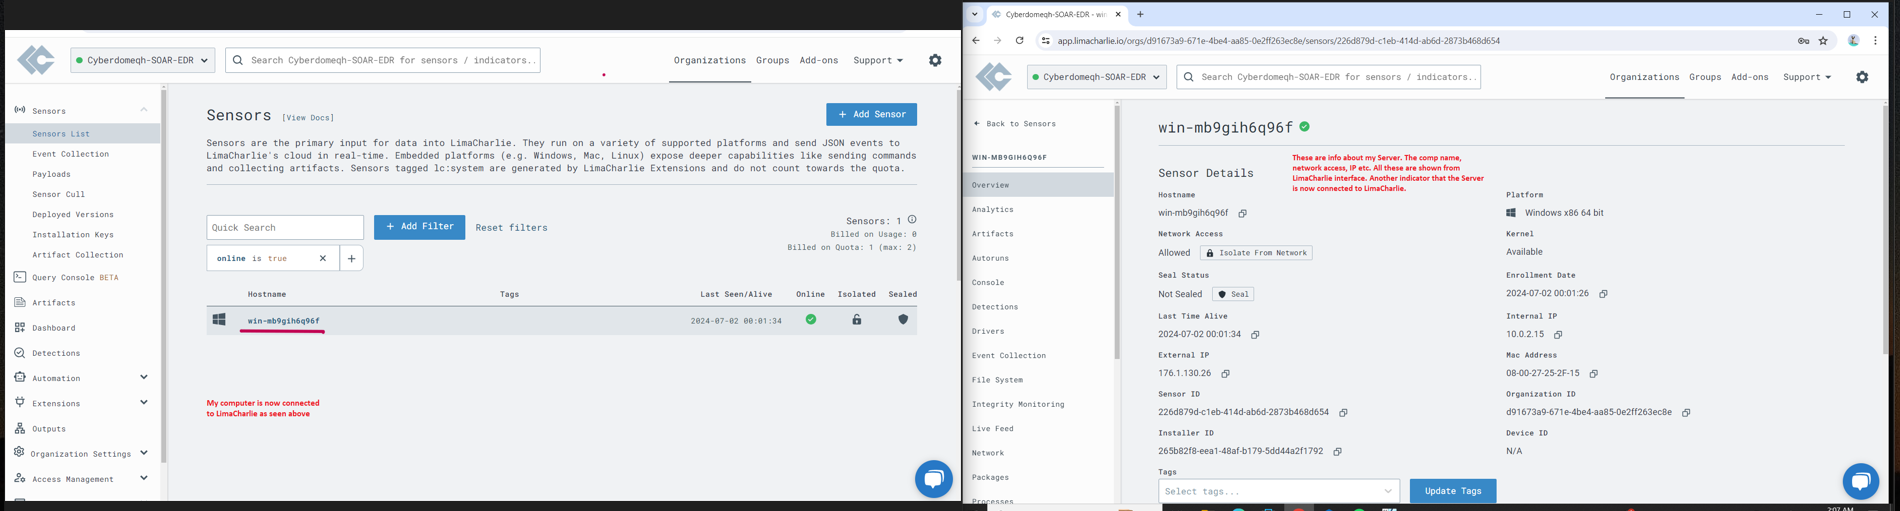 Cyberdomeqh-SOAR-EDR
Search Cyberdomeqh-SOAR-EDR for sensors / indicators..
Organizations
Groups
Add-ons
Support
Sensors
Sensors List
Event Collection
Payloads
Sensor Cull
Deployed Versions
Installation Keys
Artifact Collection
Query Console BETA
Artifacts
Dashboard
Detections
Automation
Extensions
Outputs
Organization Settings
Access Management
Sensors [View Docs]
+ Add Sensor
Sensors are the primary input for data into LimaCharlie. They run on a variety of supported platforms and send JSON events to
LimaCharlie's cloud in real-time. Embedded platforms (e.g. Windows, Mac, Linux) expose deeper capabilities like sending commands
and collecting artifacts. Sensors tagged lc:system are generated by LimaCharlie Extensions and do not count towards the quota.
Quick Search
+ Add Filter
Reset filters
Sensors: 1
Billed on Usage: 0
Billed on Quota: 1 (max: 2)
online is true
+
Hostname
Tags
Last Seen/Alive
Online
Isolated
Sealed
win-mb9gih6q96f
2024-07-02 00:01:34
My computer is now connected
to LimaCharlie as seen above
Cyberdomeqh-SOAR-EDR - wi
app.limacharlie.io/orgs/d91673a9-671e-4be4-aa85-0e2ff263ec8e/sensors/226d879d-c1eb-414d-ab6d-2873b468d654
Cyberdomeqh-SOAR-EDR
Search Cyberdomeqh-SOAR-EDR for sensors / indicators..
Organizations
Groups
Add-ons
Support
Back to Sensors
WIN-MB9GIH6Q96F
Overview
Analytics
Artifacts
Autoruns
Console
Detections
Drivers
Event Collection
File System
Integrity Monitoring
Live Feed
Network
Packages
Processes
win-mb9gih6q96f
These are info about my Server. The comp name,
network access, IP etc. All these are shown from
LimaCharlie interface. Another indicator that the Server
is now connected to LimaCharlie.
Sensor Details
Hostname
win-mb9gih6q96f
Platform
Windows x86 64 bit
Network Access
Allowed
Isolate From Network
Kernel
Available
Seal Status
Not Sealed
Seal
Enrollment Date
2024-07-02 00:01:26
Last Time Alive
2024-07-02 00:01:34
Internal IP
10.0.2.15
External IP
176.1.130.26
Mac Address
08-00-27-25-2F-15
Sensor ID
226d879d-c1eb-414d-ab6d-2873b468d654
Organization ID
d91673a9-671e-4be4-aa85-0e2ff263ec8e
Installer ID
265b82f8-eea1-48af-b179-5dd44a2f1792
Device ID
N/A
Tags
Select tags...
Update Tags
2:07 AM